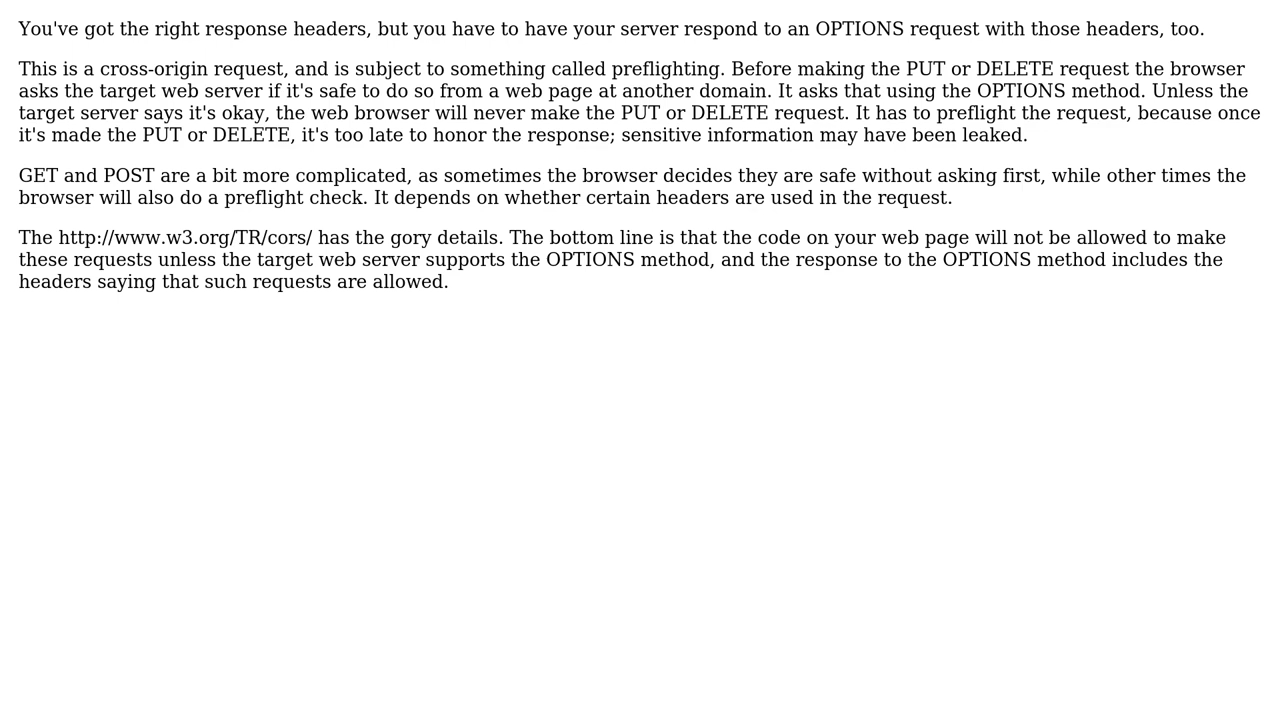 You've got the right response headers, but you have to have your server respond to an OPTIONS request with those headers, too.
This is a cross-origin request, and is subject to something called preflighting. Before making the PUT or DELETE request the browser
asks the target web server if it's safe to do so from a web page at another domain. It asks that using the OPTIONS method. Unless the
target server says it's okay, the web browser will never make the PUT or DELETE request. It has to preflight the request, because once
it's made the PUT or DELETE, it's too late to honor the response; sensitive information may have been leaked.
GET and POST are a bit more complicated, as sometimes the browser decides they are safe without asking first, while other times the
browser will also do a preflight check. It depends on whether certain headers are used in the request.
The http://www.w3.org/TR/cors/ has the gory details. The bottom line is that the code on your web page will not be allowed to make
these requests unless the target web server supports the OPTIONS method, and the response to the OPTIONS method includes the
headers saying that such requests are allowed.